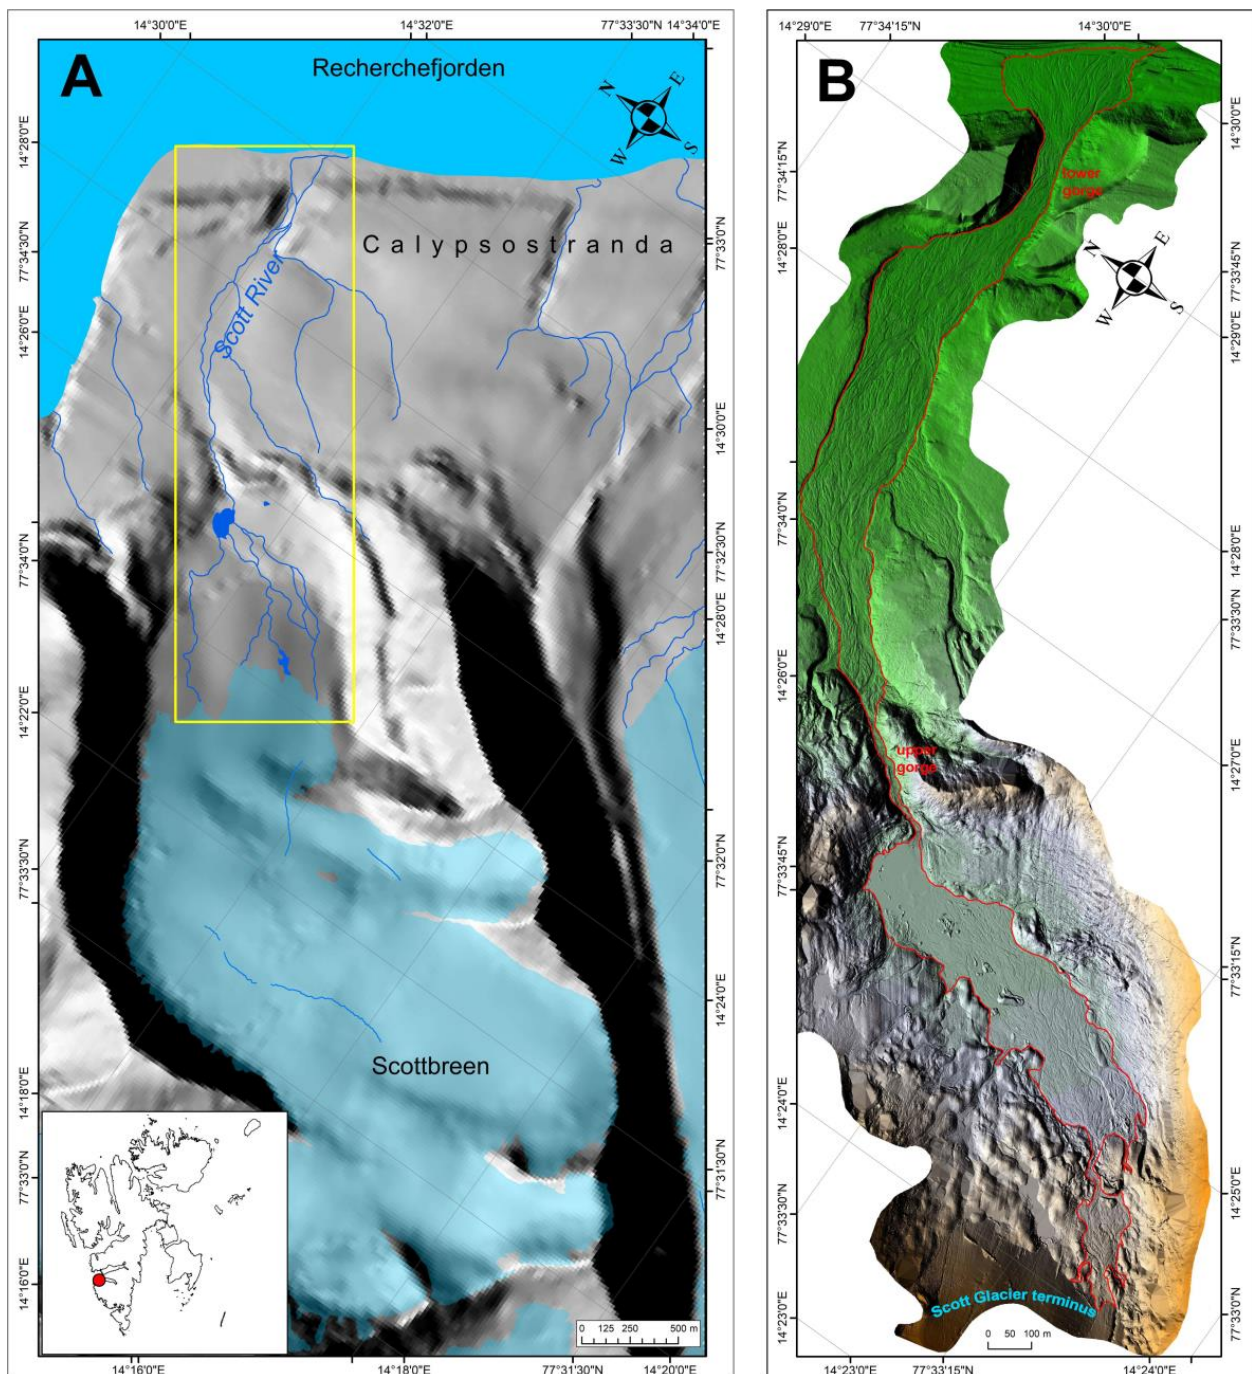 14°30'0"E
14°32'0"E
77°33'30"N 14°34'0"E
A
Recherchefjorden
N
E
W
S
14°28'0"E
77°34'30"N
14°26'0"E
77°34'0"N
14°22'0"E
77°33'30"N
14°18'0"E
77°33'0"N
14°16'0"E
Calypsostranda
Scott River
Scottbreen
77°33'0"N
14°30'0"E
77°32'30"N
14°28'0"E
77°32'0"N
14°24'0"E
77°31'30"N
0 125 250 500 m
14°16'0"E
14°18'0"E
77°31'30"N
14°20'0"E
14°29'0"E
77°34'15"N
14°30'0"E
B
lower
gorge
N
E
W
S
77°34'15"N
14°28'0"E
77°34'0"N
14°26'0"E
77°33'45"N
14°24'0"E
77°33'30"N
14°23'0"E
14°30'0"E
77°33'45"N
14°29'0"E
14°28'0"E
77°33'30"N
14°27'0"E
77°33'15"N
14°25'0"E
77°33'0"N
upper
gorge
Scott Glacier terminus
0 50 100 m
14°23'0"E
77°33'15"N
14°24'0"E